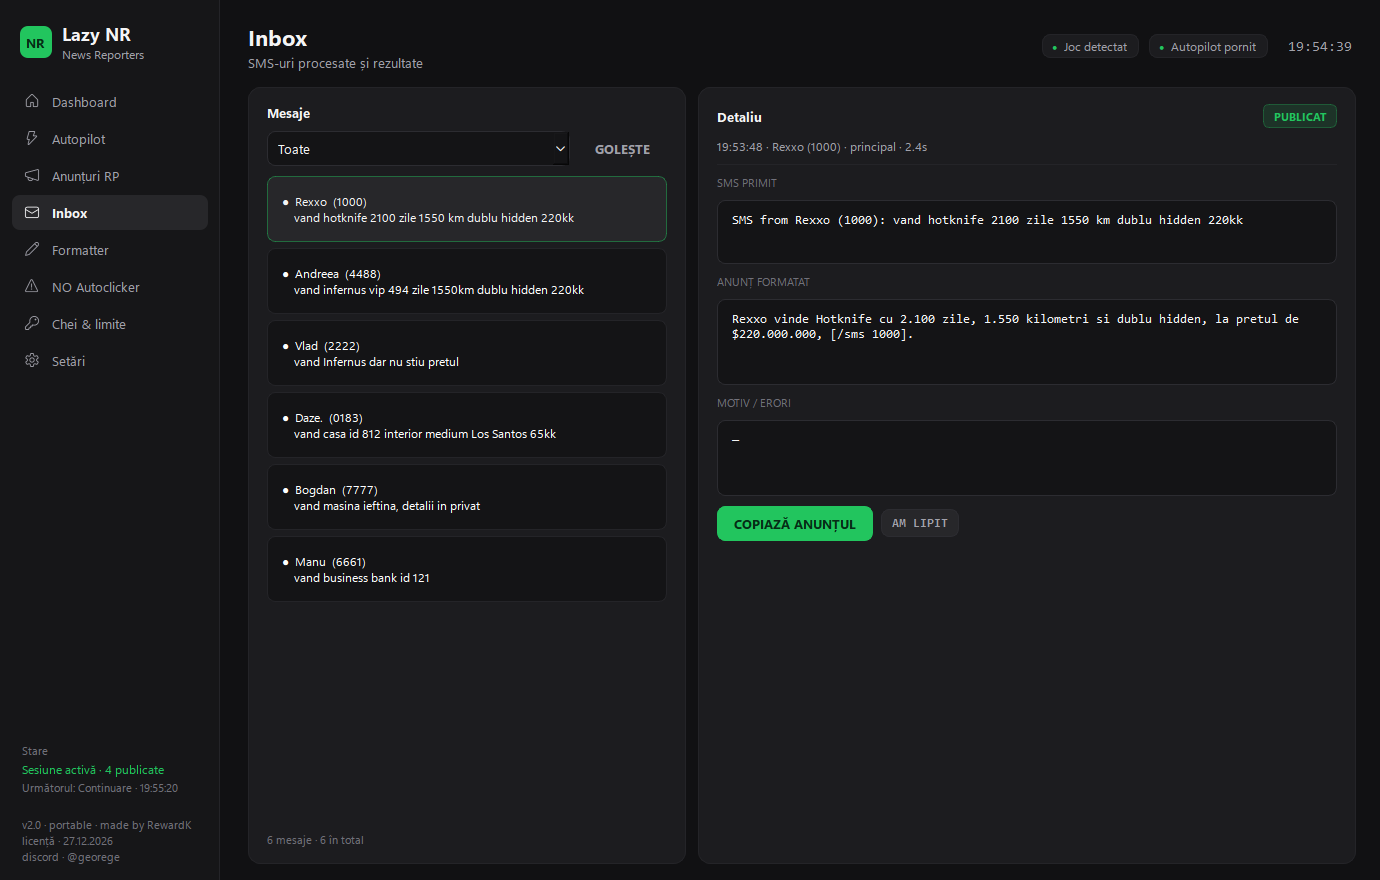 NR
Lazy NR
News Reporters
Dashboard
Autopilot
Anunțuri RP
Inbox
Formatter
NO Autoclicker
Chei & limite
Setări
Stare
Sesiune activă · 4 publicate
Următorul: Continuare · 19:55:20
v2.0 · portable · made by RewardK
licență · 27.12.2026
discord · @georege
Inbox
SMS-uri procesate și rezultate
• Joc detectat
• Autopilot pornit
19:54:39
Mesaje
Toate
GOLEȘTE
• Rexxo (1000)
vand hotknife 2100 zile 1550 km dublu hidden 220kk
• Andreea (4488)
vand infernus vip 494 zile 1550km dublu hidden 220kk
• Vlad (2222)
vand Infernus dar nu stiu pretul
• Daze. (0183)
vand casa id 812 interior medium Los Santos 65kk
• Bogdan (7777)
vand masina ieftina, detalii in privat
• Manu (6661)
vand business bank id 121
6 mesaje · 6 în total
Detaliu
PUBLICAT
19:53:48 · Rexxo (1000) · principal · 2.4s
SMS PRIMIT
SMS from Rexxo (1000): vand hotknife 2100 zile 1550 km dublu hidden 220kk
ANUNȚ FORMATAT
Rexxo vinde Hotknife cu 2.100 zile, 1.550 kilometri si dublu hidden, la pretul de
$220.000.000, [/sms 1000].
MOTIV / ERORI
—
COPIAZĂ ANUNȚUL
AM LIPIT